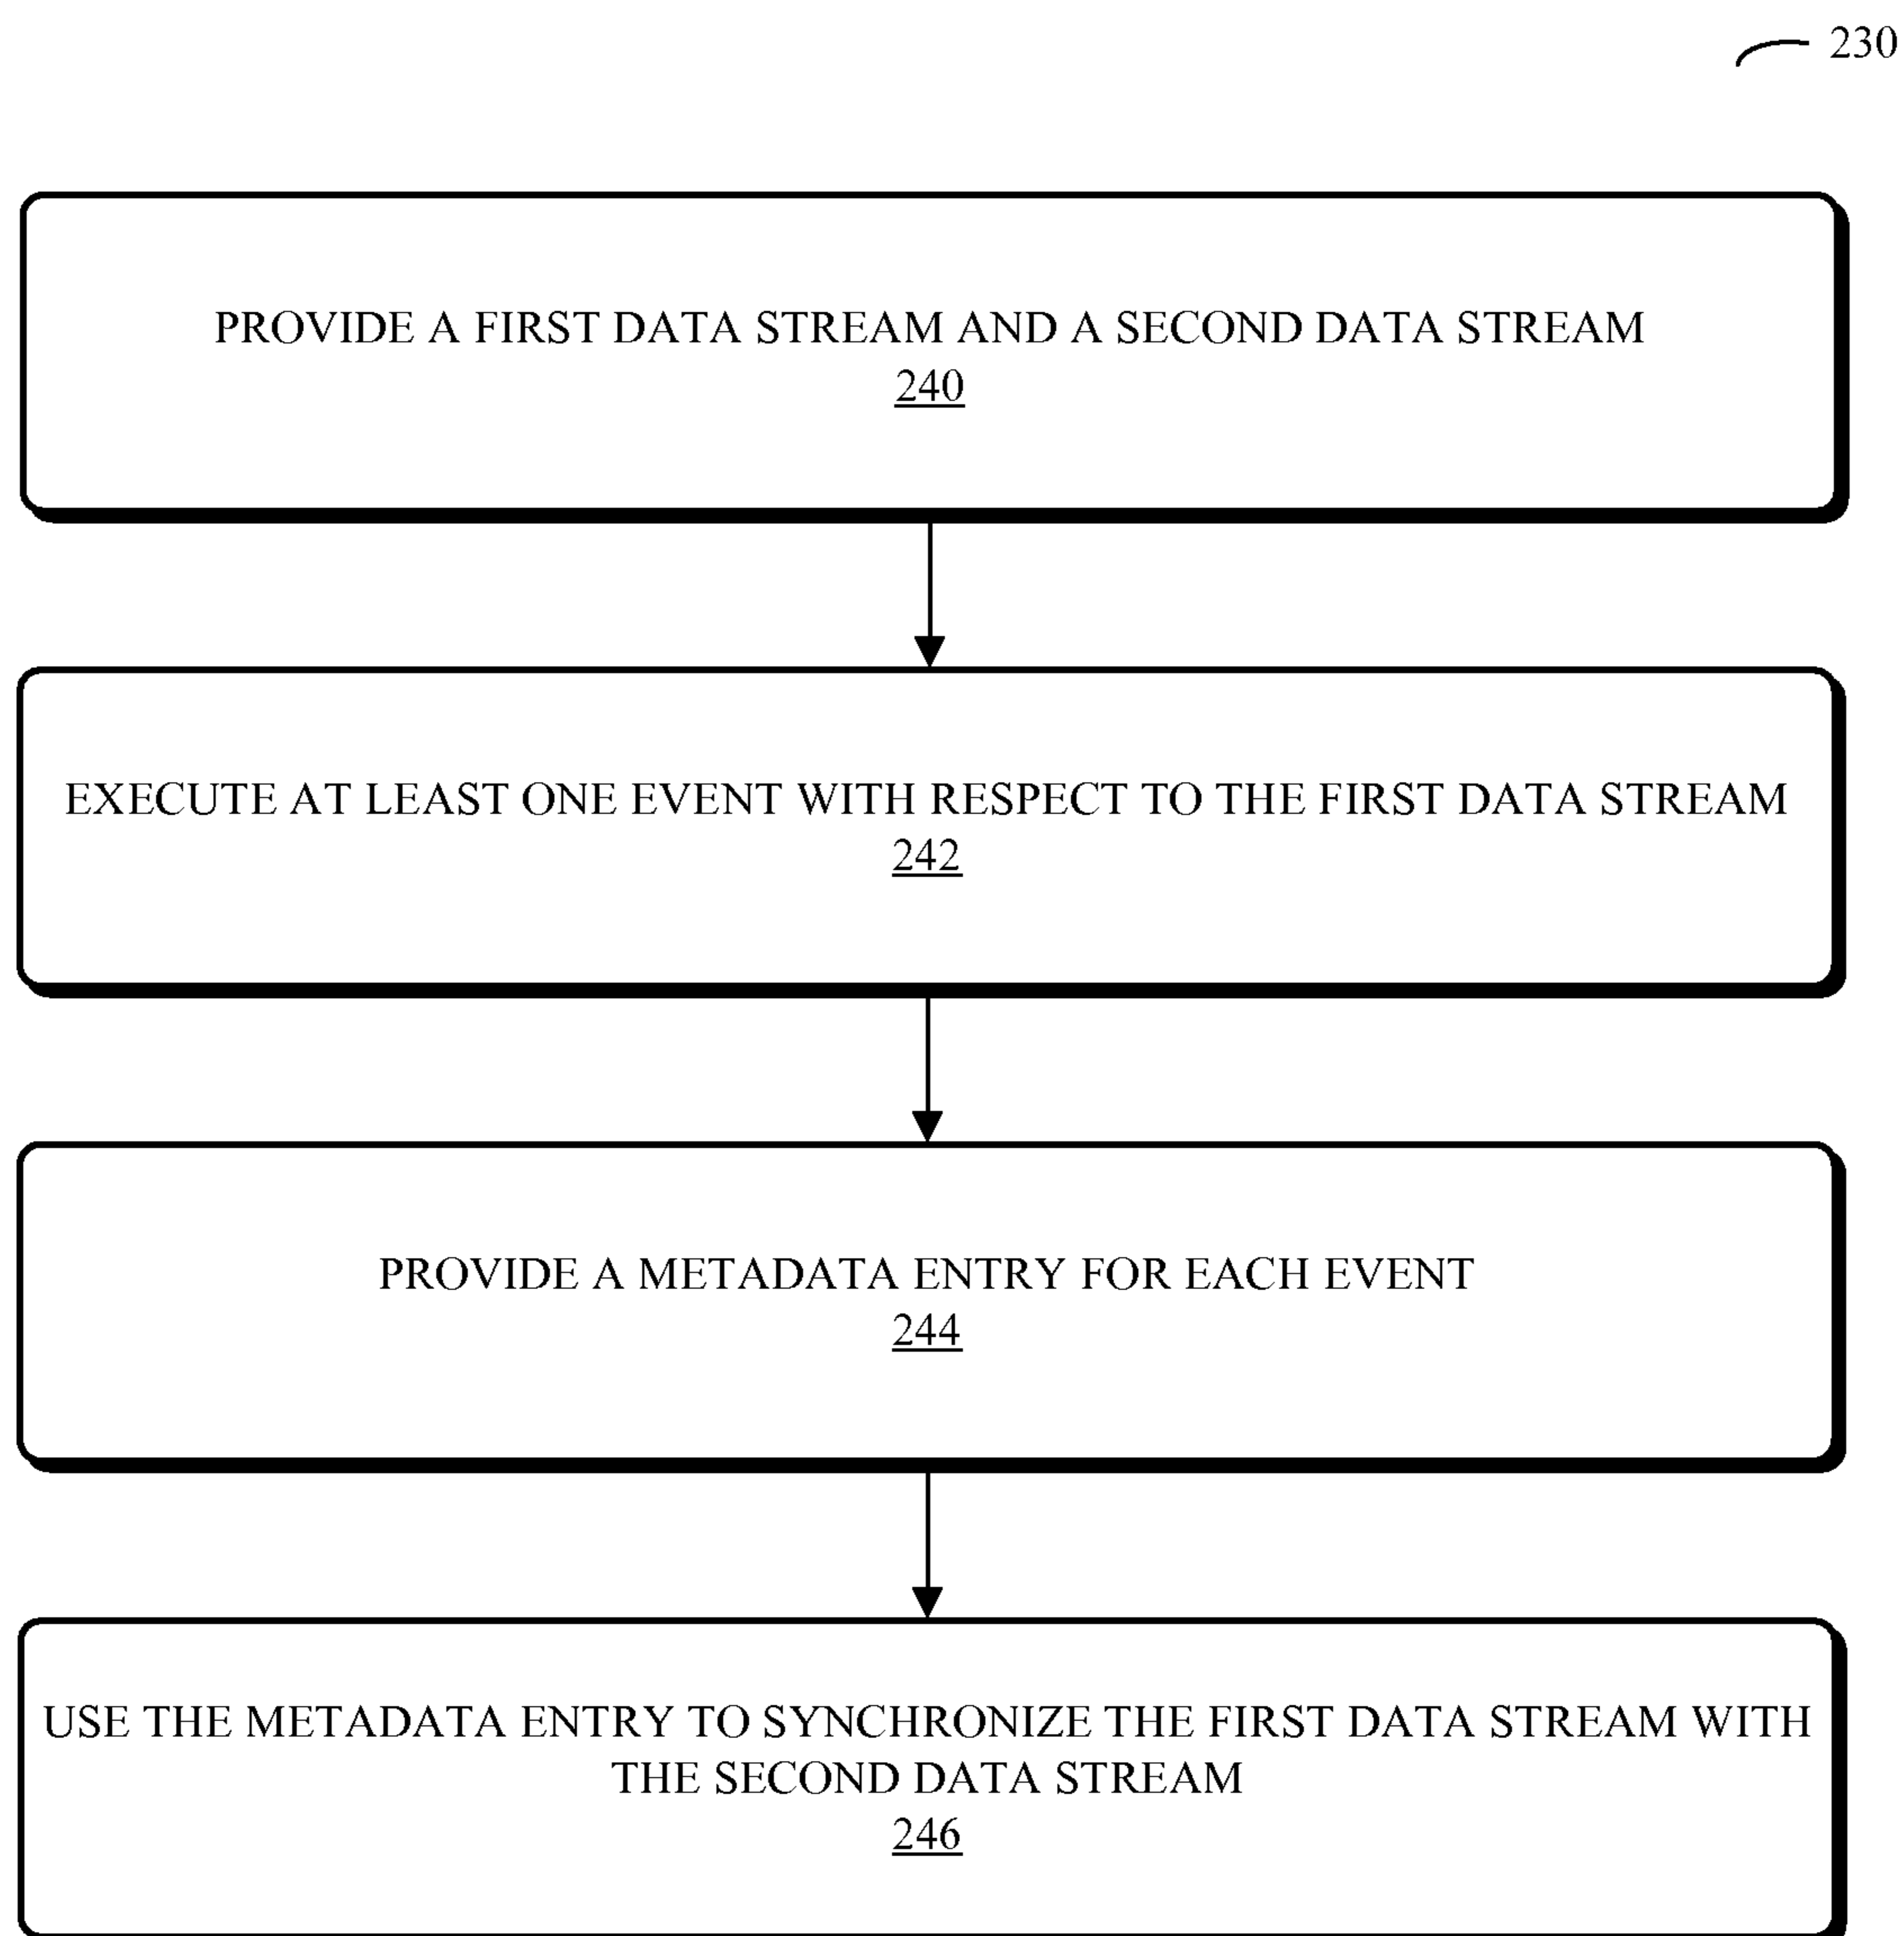 230
PROVIDE A FIRST DATA STREAM AND A SECOND DATA STREAM
240
EXECUTE AT LEAST ONE EVENT WITH RESPECT TO THE FIRST DATA STREAM
242
PROVIDE A METADATA ENTRY FOR EACH EVENT
244
USE THE METADATA ENTRY TO SYNCHRONIZE THE FIRST DATA STREAM WITH
THE SECOND DATA STREAM
246